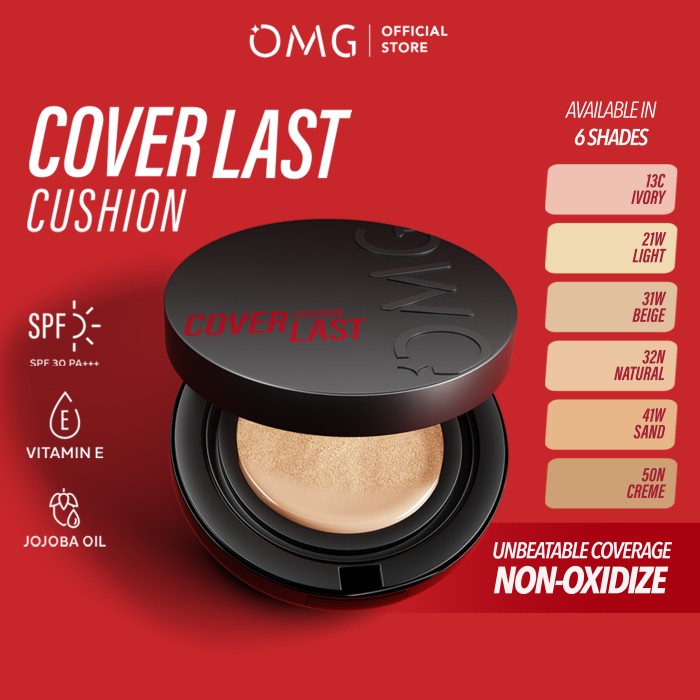 OMG
OFFICIAL
STORE
COVER LAST
CUSHION
AVAILABLE IN
6 SHADES
13C
IVORY
21W
LIGHT
31W
BEIGE
32N
NATURAL
41W
SAND
50N
CREME
OMG
CUSHION
COVER LAST
SPF
SPF 30 PA+++
E
VITAMIN E
JOJOBA OIL
UNBEATABLE COVERAGE
NON-OXIDIZE